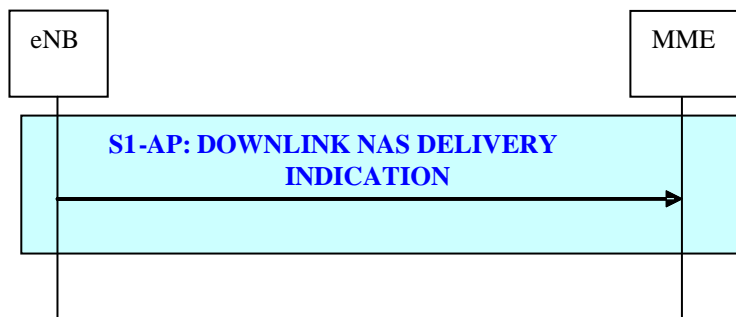 eNB
MME
S1-AP: DOWNLINK NAS DELIVERY
INDICATION